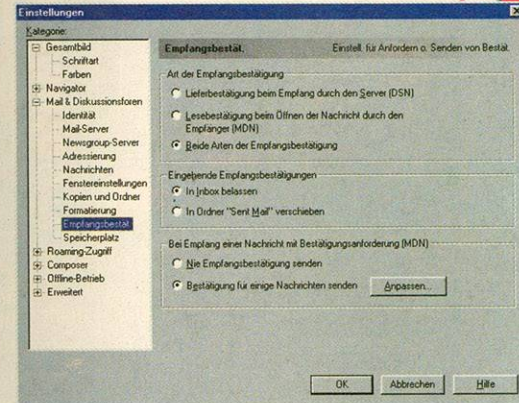 Einstellungen
Kategorie:
Gesamtbild
Schriftart
Farben
Navigator
Mail & Diskussionsforen
Identität
Mail-Server
Newsgroup-Server
Adressierung
Nachrichten
Fenstereinstellungen
Kopien und Ordner
Formatierung
Empfangsbestät.
Speicherplatz
Roaming-Zugriff
Composer
Offline-Betrieb
Erweitert
Empfangsbestät. Einstell. für Anfordern o. Senden von Bestät.
Art der Empfangsbestätigung
Lieferbestätigung beim Empfang durch den Server (DSN)
Lesebestätigung beim Öffnen der Nachricht durch den
Empfänger (MDN)
Beide Arten der Empfangsbestätigung
Eingehende Empfangsbestätigungen
In Inbox belassen
In Ordner "Sent Mail" verschieben
Bei Empfang einer Nachricht mit Bestätigungsanforderung (MDN)
Nie Empfangsbestätigung senden
Bestätigung für einige Nachrichten senden Anpassen...
OK Abbrechen Hilfe